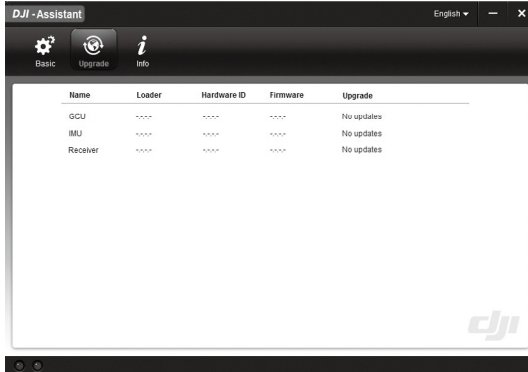 DJI - Assistant English
Basic Upgrade Info
Name Loader Hardware ID Firmware Upgrade
GCU -.-.-.- -.-.-.- -.-.-.- No updates
IMU -.-.-.- -.-.-.- -.-.-.- No updates
Receiver -.-.-.- -.-.-.- -.-.-.- No updates
dji